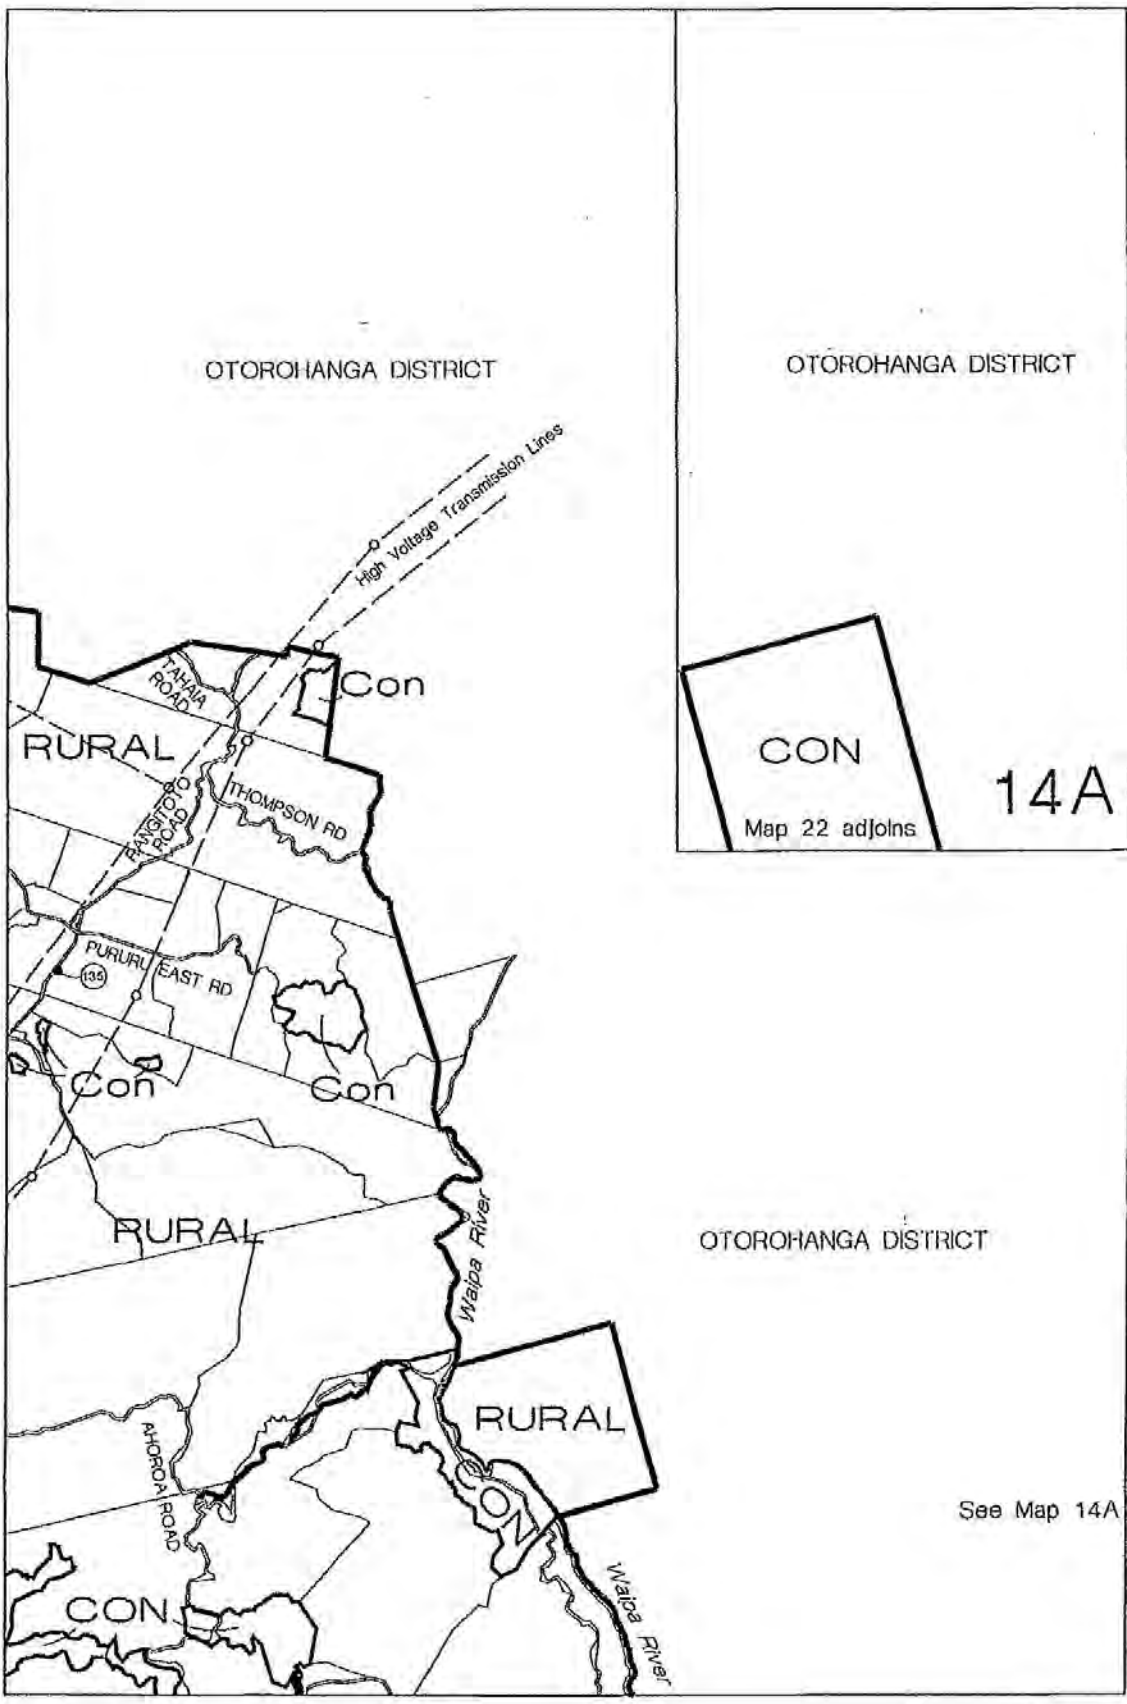 OTOROHANGA DISTRICT
OTOROHANGA DISTRICT
High Voltage Transmission Lines
TAHAIA
ROAD
Con
RURAL
CON
14A
Map 22 adjoins
THOMPSON RD
RANGITOTO
ROAD
PURURU EAST RD
135
Con
Con
RURAL
Waipa River
OTOROHANGA DISTRICT
RURAL
AHOROA ROAD
CON
See Map 14A
CON
Waipa River